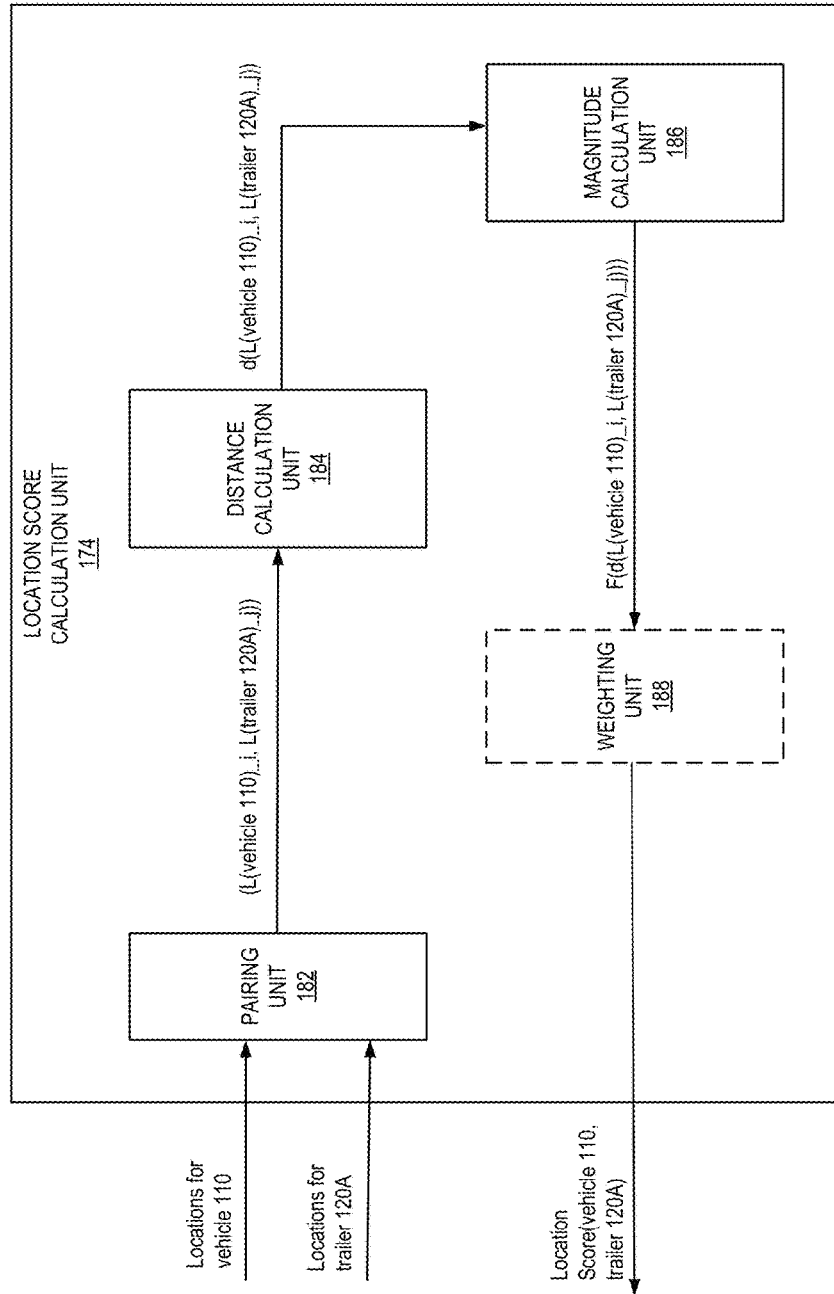 LOCATION SCORE
CALCULATION UNIT
174
Locations for
vehicle 110
Locations for
trailer 120A
PAIRING
UNIT
182
(L(vehicle 110)_i, L(trailer 120A)_j))
DISTANCE
CALCULATION
UNIT
184
d(L(vehicle 110)_i, L(trailer 120A)_j))
MAGNITUDE
CALCULATION
UNIT
186
F(d(L(vehicle 110)_i, L(trailer 120A)_j)))
WEIGHTING
UNIT
188
Location
Score(vehicle 110,
trailer 120A)